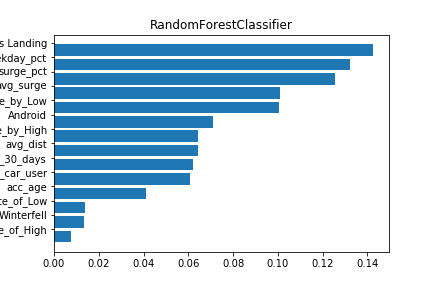 RandomForestClassifier
s Landing
ekday_pct
surge_pct
avg_surge
e_by_Low
Android
e_by_High
avg_dist
_30_days
_car_user
acc_age
te_of_Low
Winterfell
e_of_High
0.00 0.02 0.04 0.06 0.08 0.10 0.12 0.14